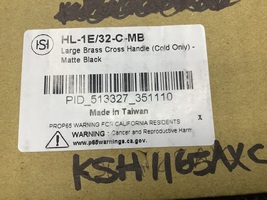 HL-1E/32-C-MB
Large Brass Cross Handle (Cold Only) -
Matte Black
PID_513327_351110
Made in Taiwan
X
PROP65 WARNING FOR CALIFORNIA RESIDENTS
WARNING : Cancer and Reproductive Harm
www.p65warnings.ca.gov.
KSH1165AXC